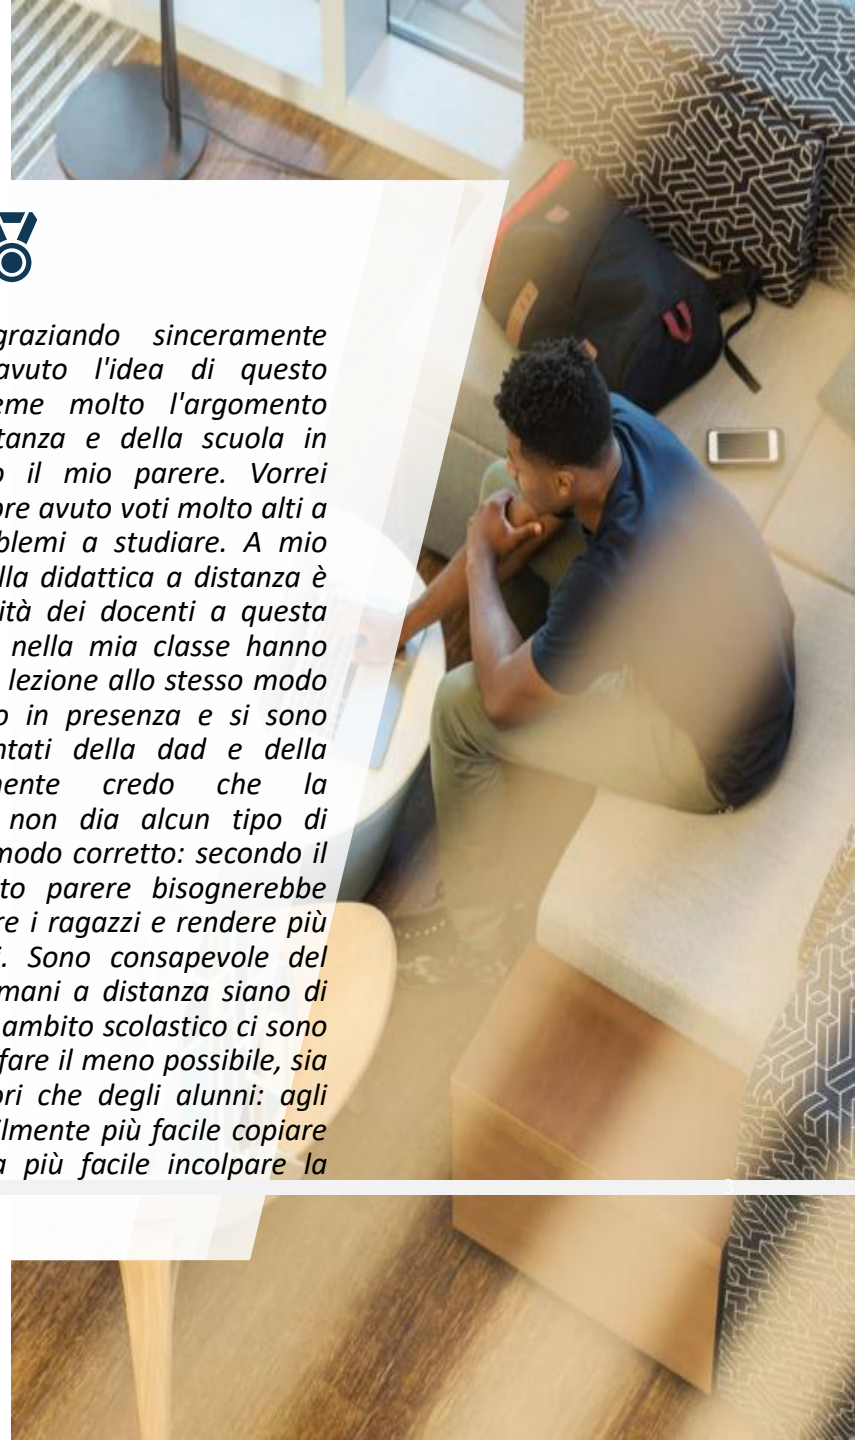 graziando sinceramente
avuto l'idea di questo
eme molto l'argomento
tanza e della scuola in
o il mio parere. Vorrei
pre avuto voti molto alti a
blemi a studiare. A mio
lla didattica a distanza è
ità dei docenti a questa
nella mia classe hanno
lezione allo stesso modo
o in presenza e si sono
ntati della dad e della
mente credo che la
non dia alcun tipo di
modo corretto: secondo il
to parere bisognerebbe
re i ragazzi e rendere più
i. Sono consapevole del
mani a distanza siano di
ambito scolastico ci sono
fare il meno possibile, sia
ori che degli alunni: agli
ilmente più facile copiare
a più facile incolpare la
3